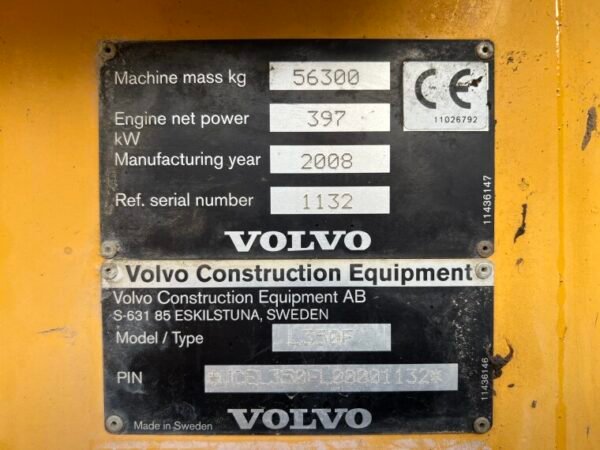 Machine mass kg 56300
Engine net power 397
kW
Manufacturing year 2008
Ref. serial number 1132
CE
11026792
11436147
VOLVO
Volvo Construction Equipment
Volvo Construction Equipment AB
S-631 85 ESKILSTUNA, SWEDEN
Model / Type L350F
PIN
11436146
Made in Sweden
VOLVO